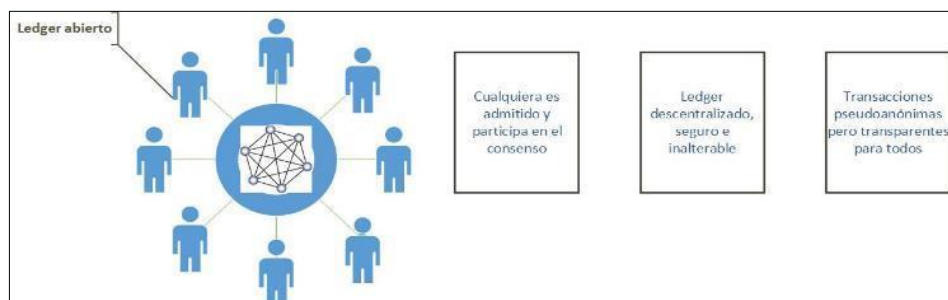 Ledger abierto
Cualquiera es
admitido y
participa en el
consenso
Ledger
descentralizado,
seguro e
inalterable
Transacciones
pseudoanónimas
pero transparentes
para todos